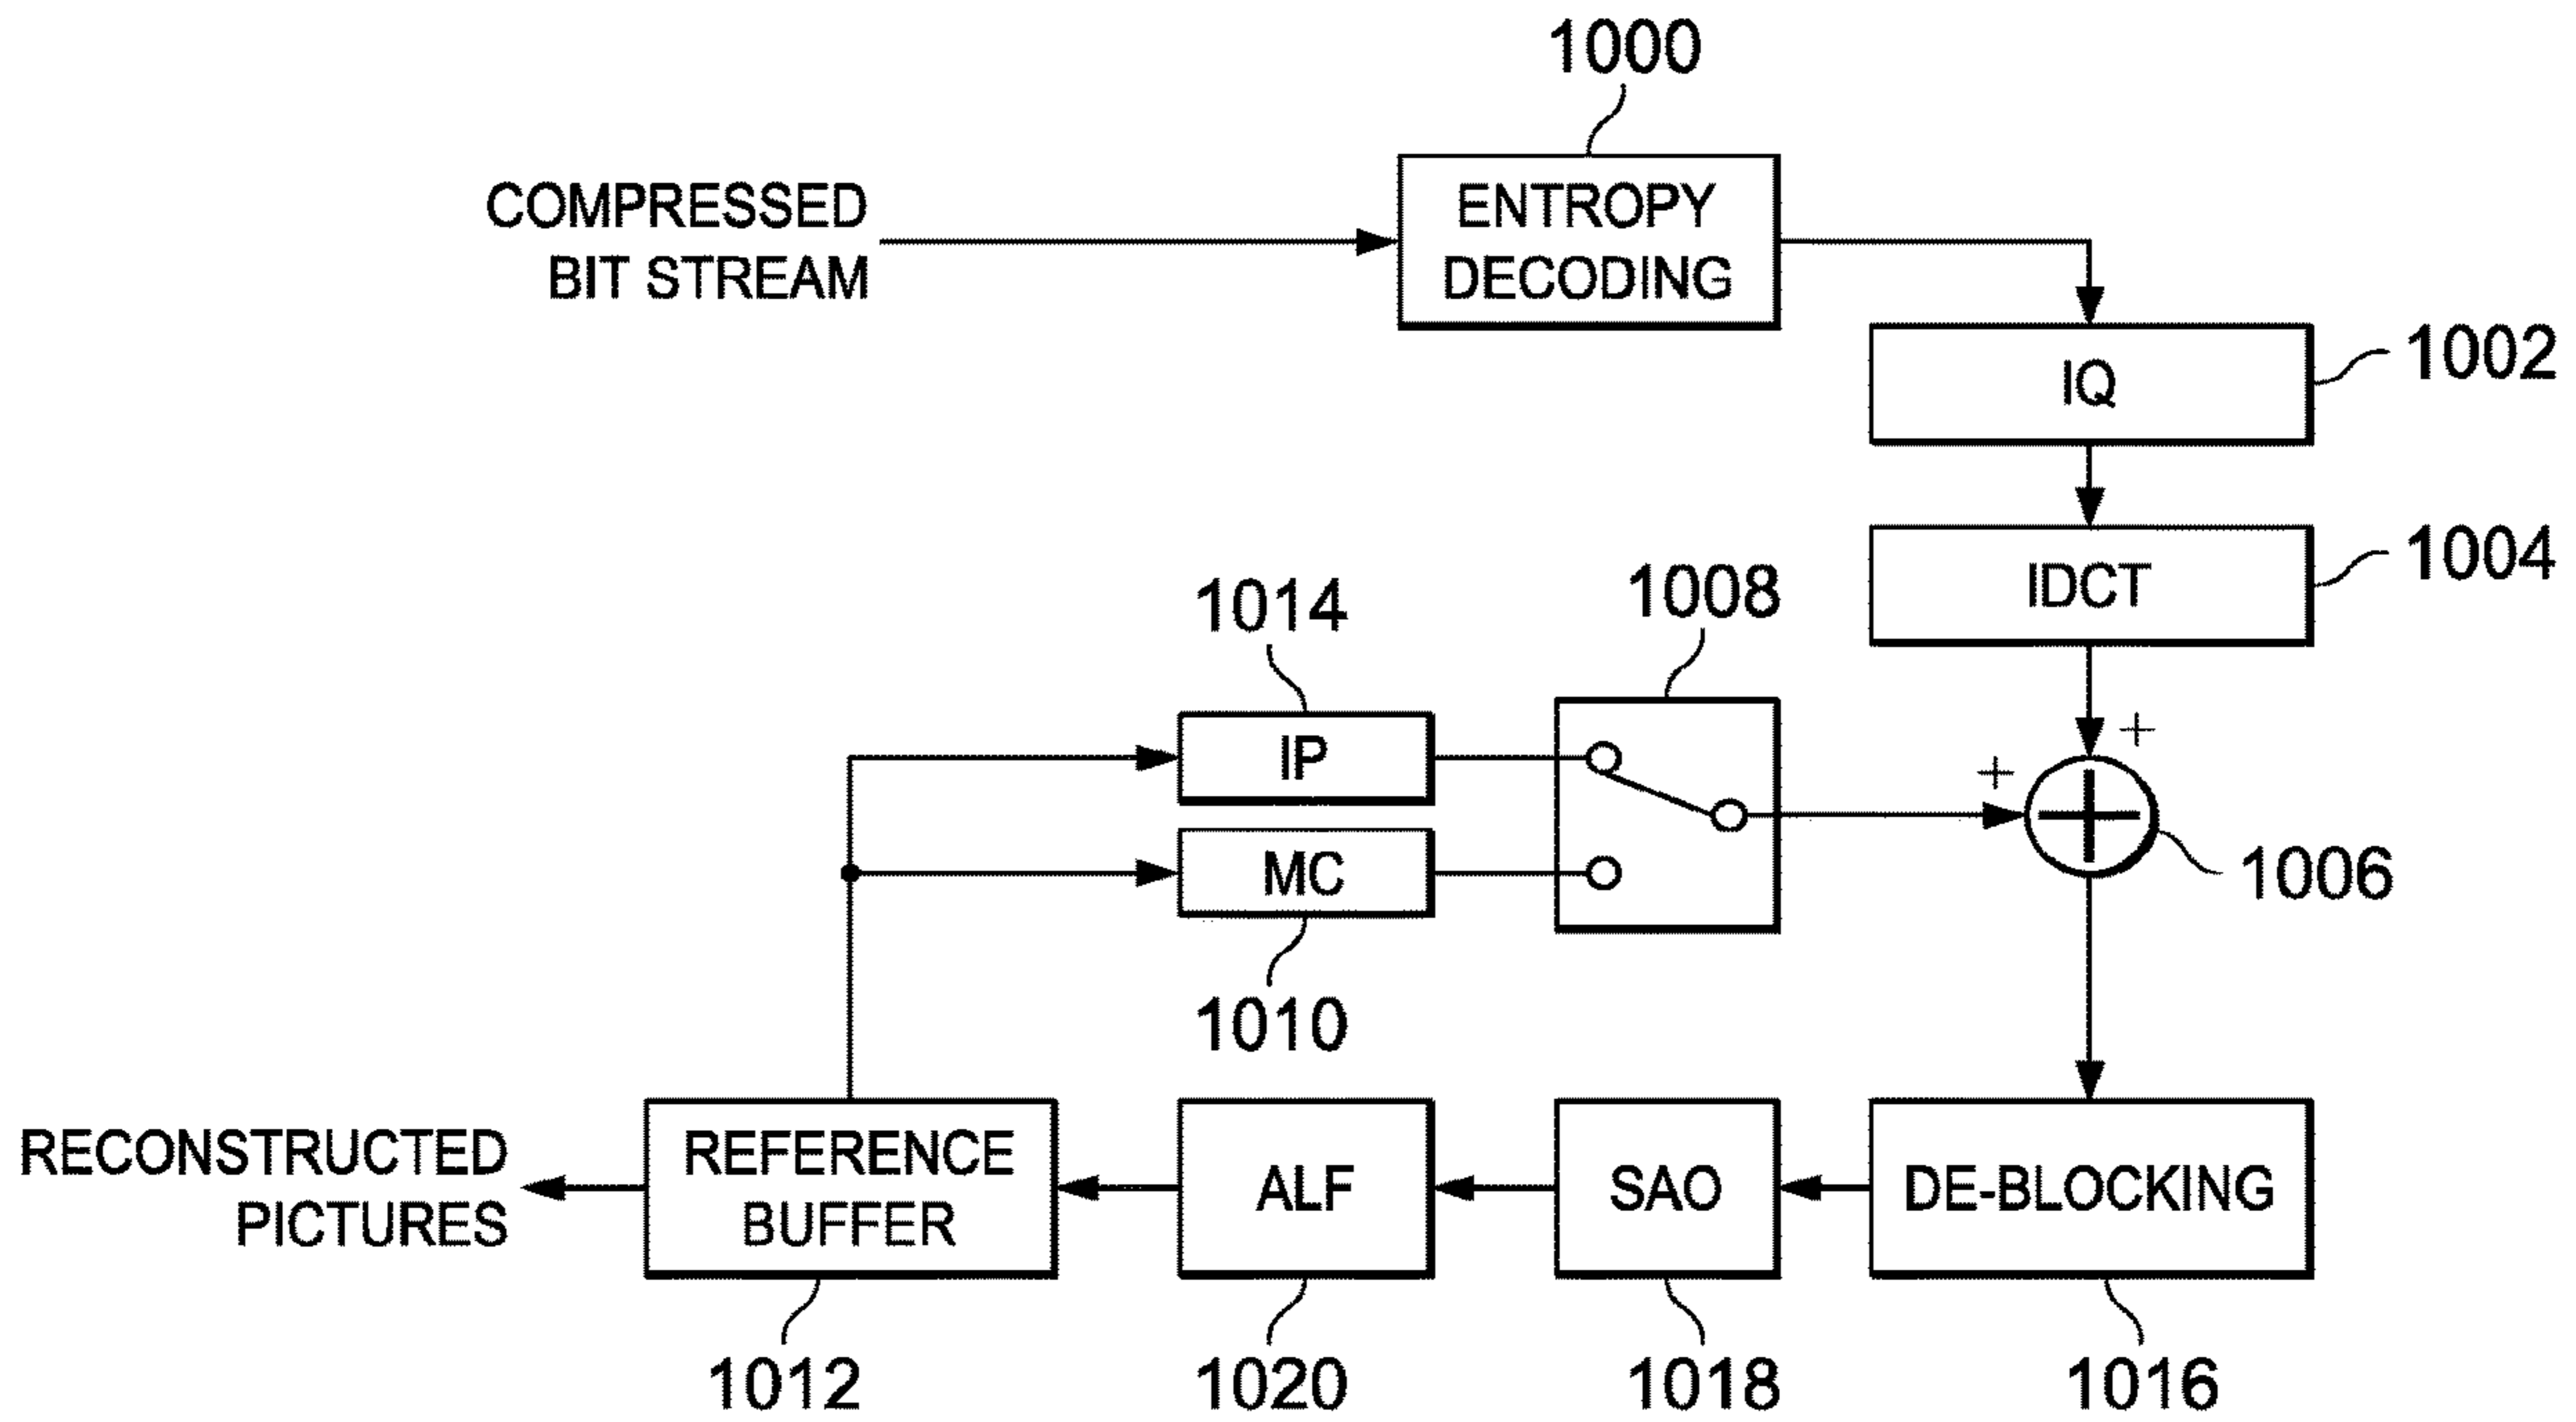 1000
COMPRESSED
BIT STREAM
ENTROPY
DECODING
IQ
1002
IDCT
1004
1014
1008
IP
+
+
MC
1006
1010
RECONSTRUCTED
PICTURES
REFERENCE
BUFFER
ALF
SAO
DE-BLOCKING
1012
1020
1018
1016